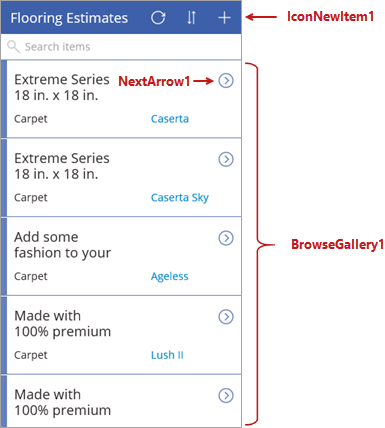 Flooring Estimates
IconNewItem1
Search items
Extreme Series
18 in. x 18 in.
NextArrow1
Carpet Caserta
Extreme Series
18 in. x 18 in.
Carpet Caserta Sky
Add some
fashion to your
BrowseGallery1
Carpet Ageless
Made with
100% premium
Carpet Lush II
Made with
100% premium